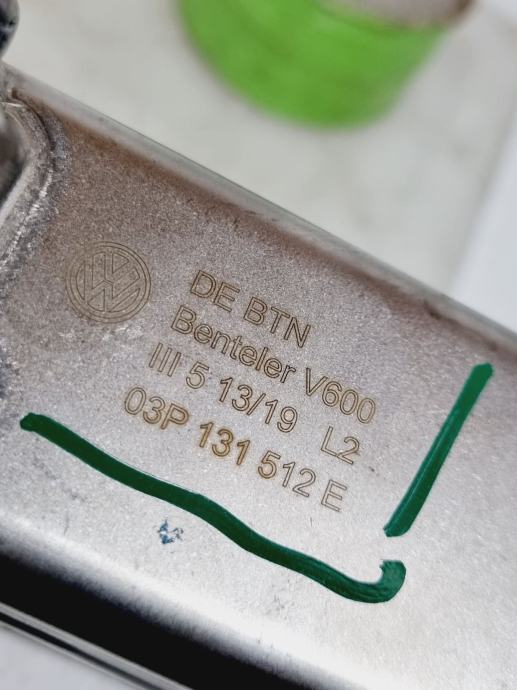 DE BTN
Benteler V600
III 5 13/19 L2
03P 131 512 E